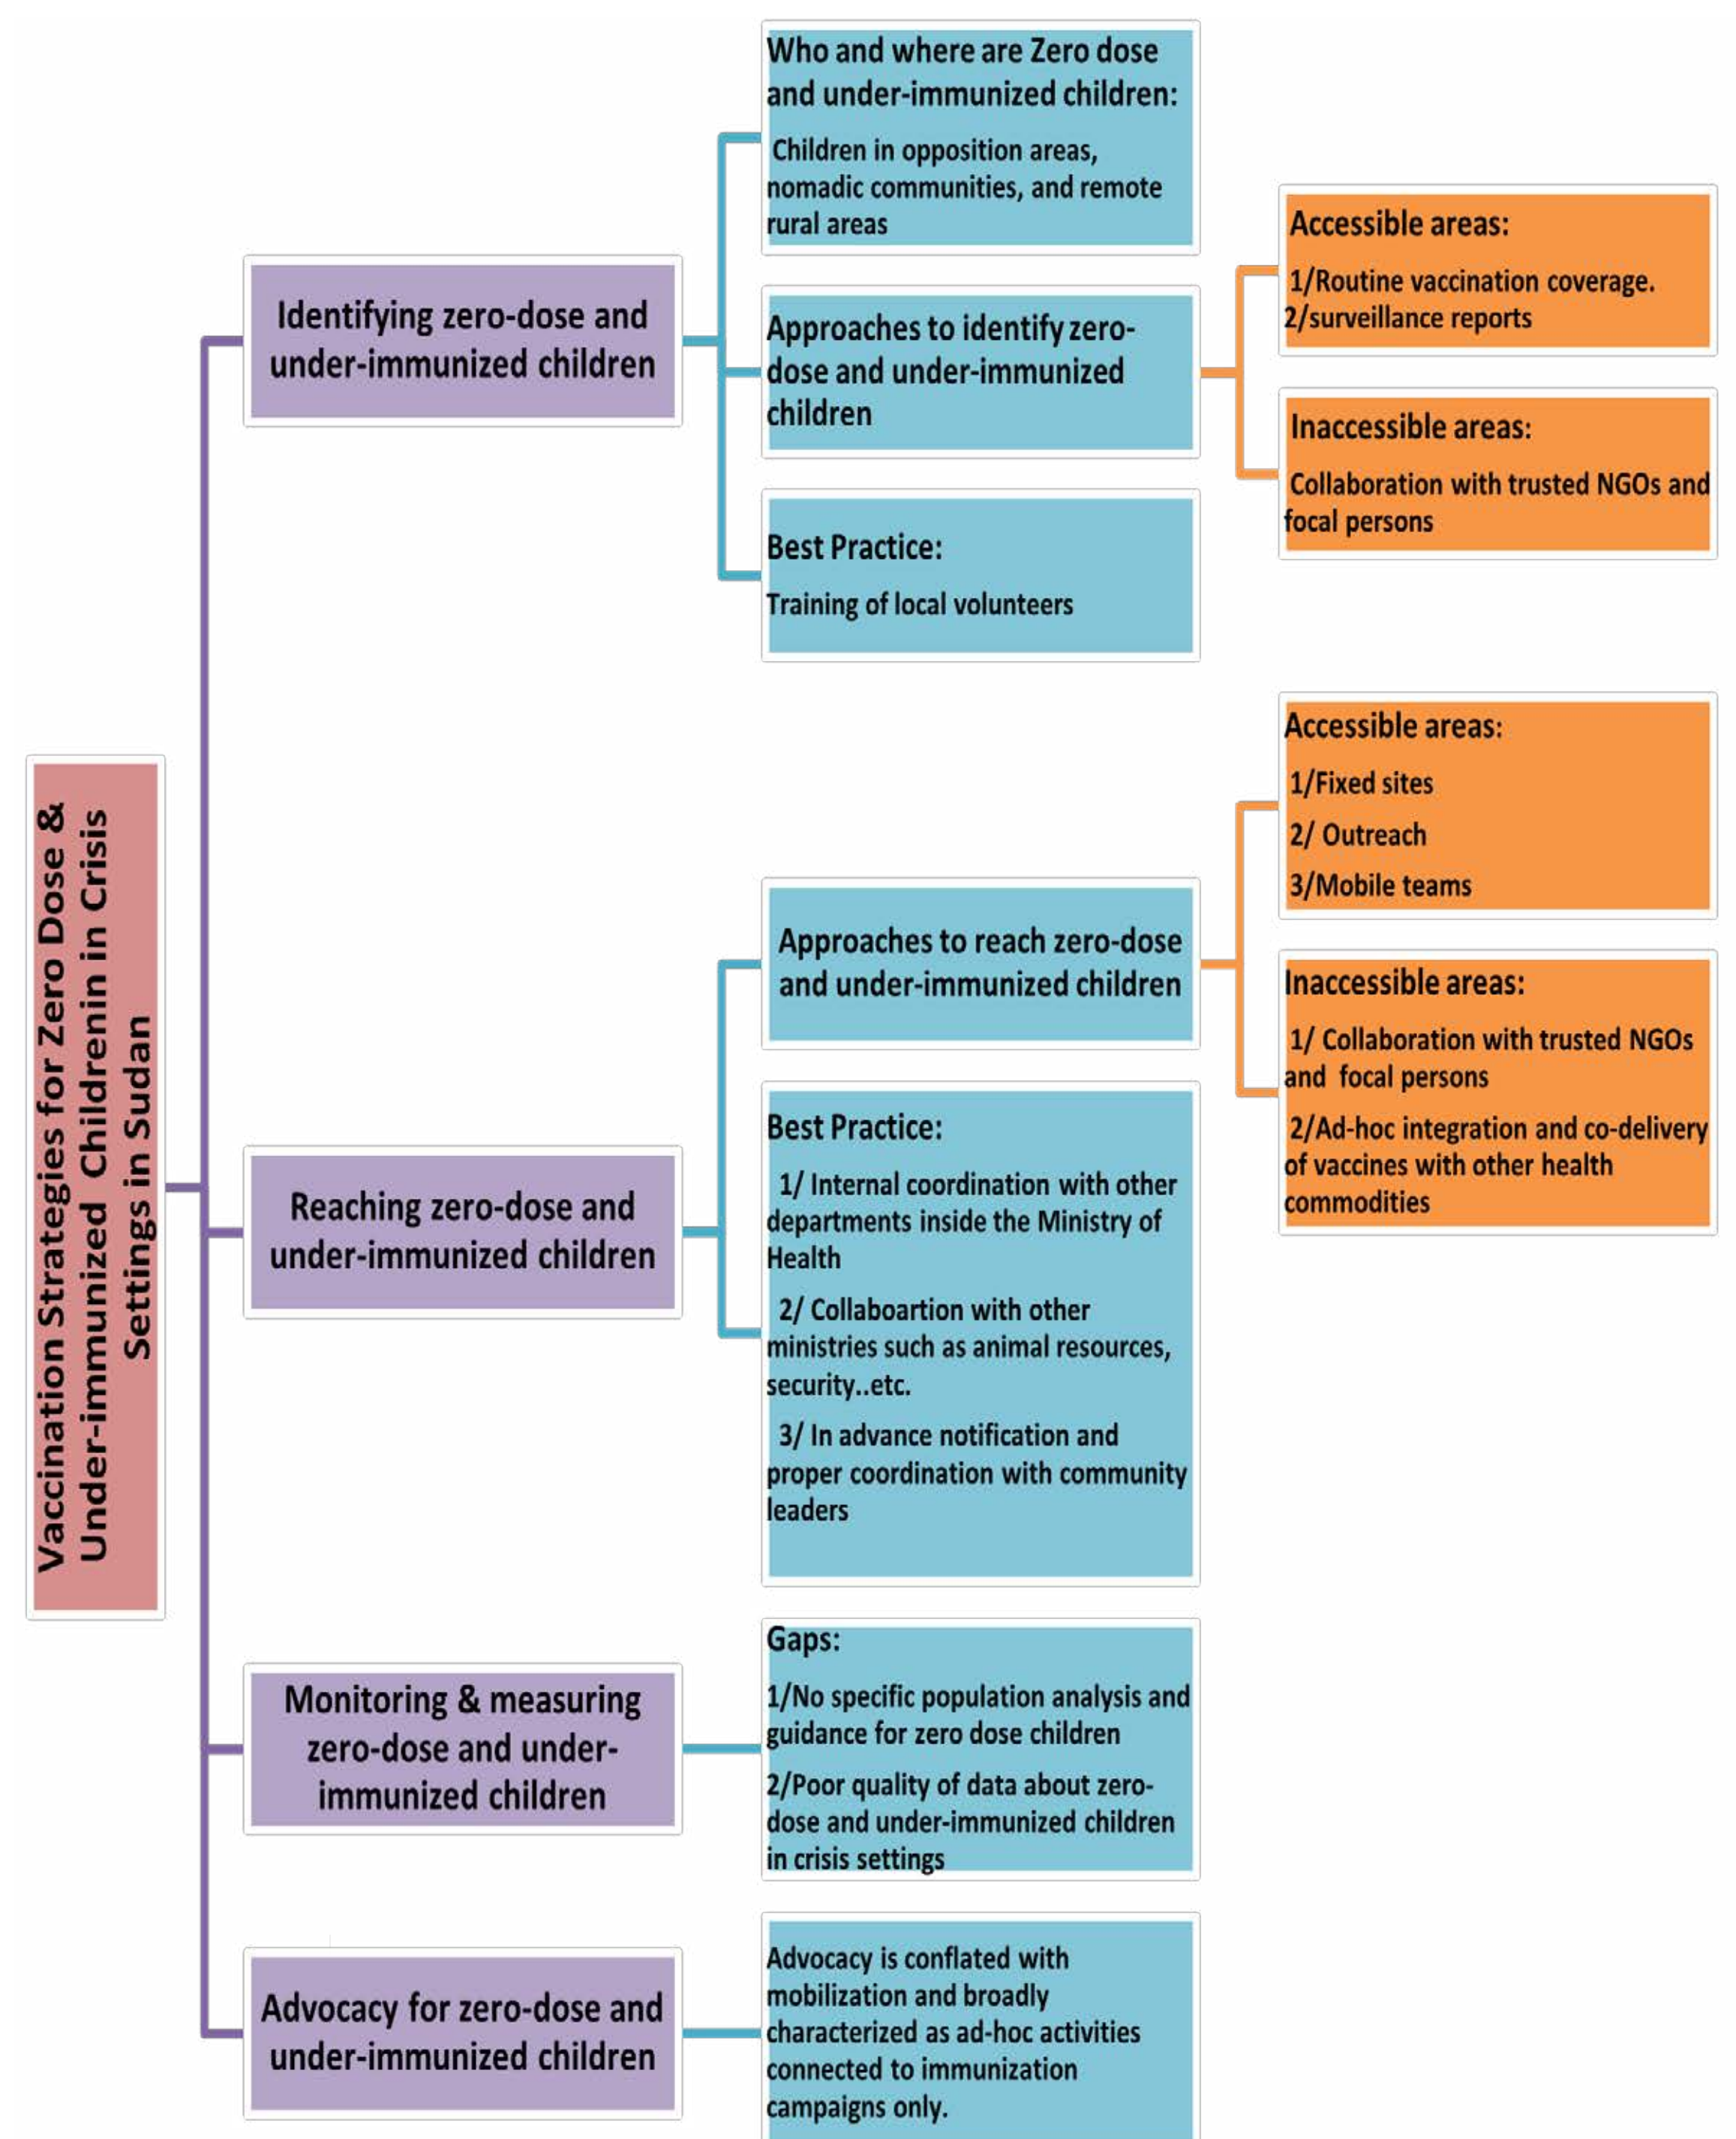 Vaccination Strategies for Zero Dose &
Under-immunized Childrenin in Crisis
Settings in Sudan
Identifying zero-dose and
under-immunized children
Who and where are Zero dose
and under-immunized children:
Children in opposition areas,
nomadic communities, and remote
rural areas
Approaches to identify zero-
dose and under-immunized
children
Accessible areas:
1/Routine vaccination coverage.
2/surveillance reports
Inaccessible areas:
Collaboration with trusted NGOs and
focal persons
Best Practice:
Training of local volunteers
Reaching zero-dose and
under-immunized children
Approaches to reach zero-dose
and under-immunized children
Accessible areas:
1/Fixed sites
2/ Outreach
3/Mobile teams
Inaccessible areas:
1/ Collaboration with trusted NGOs
and focal persons
2/Ad-hoc integration and co-delivery
of vaccines with other health
commodities
Best Practice:
1/ Internal coordination with other
departments inside the Ministry of
Health
2/ Collaboartion with other
ministries such as animal resources,
security..etc.
3/ In advance notification and
proper coordination with community
leaders
Monitoring & measuring
zero-dose and under-
immunized children
Gaps:
1/No specific population analysis and
guidance for zero dose children
2/Poor quality of data about zero-
dose and under-immunized children
in crisis settings
Advocacy for zero-dose and
under-immunized children
Advocacy is conflated with
mobilization and broadly
characterized as ad-hoc activities
connected to immunization
campaigns only.